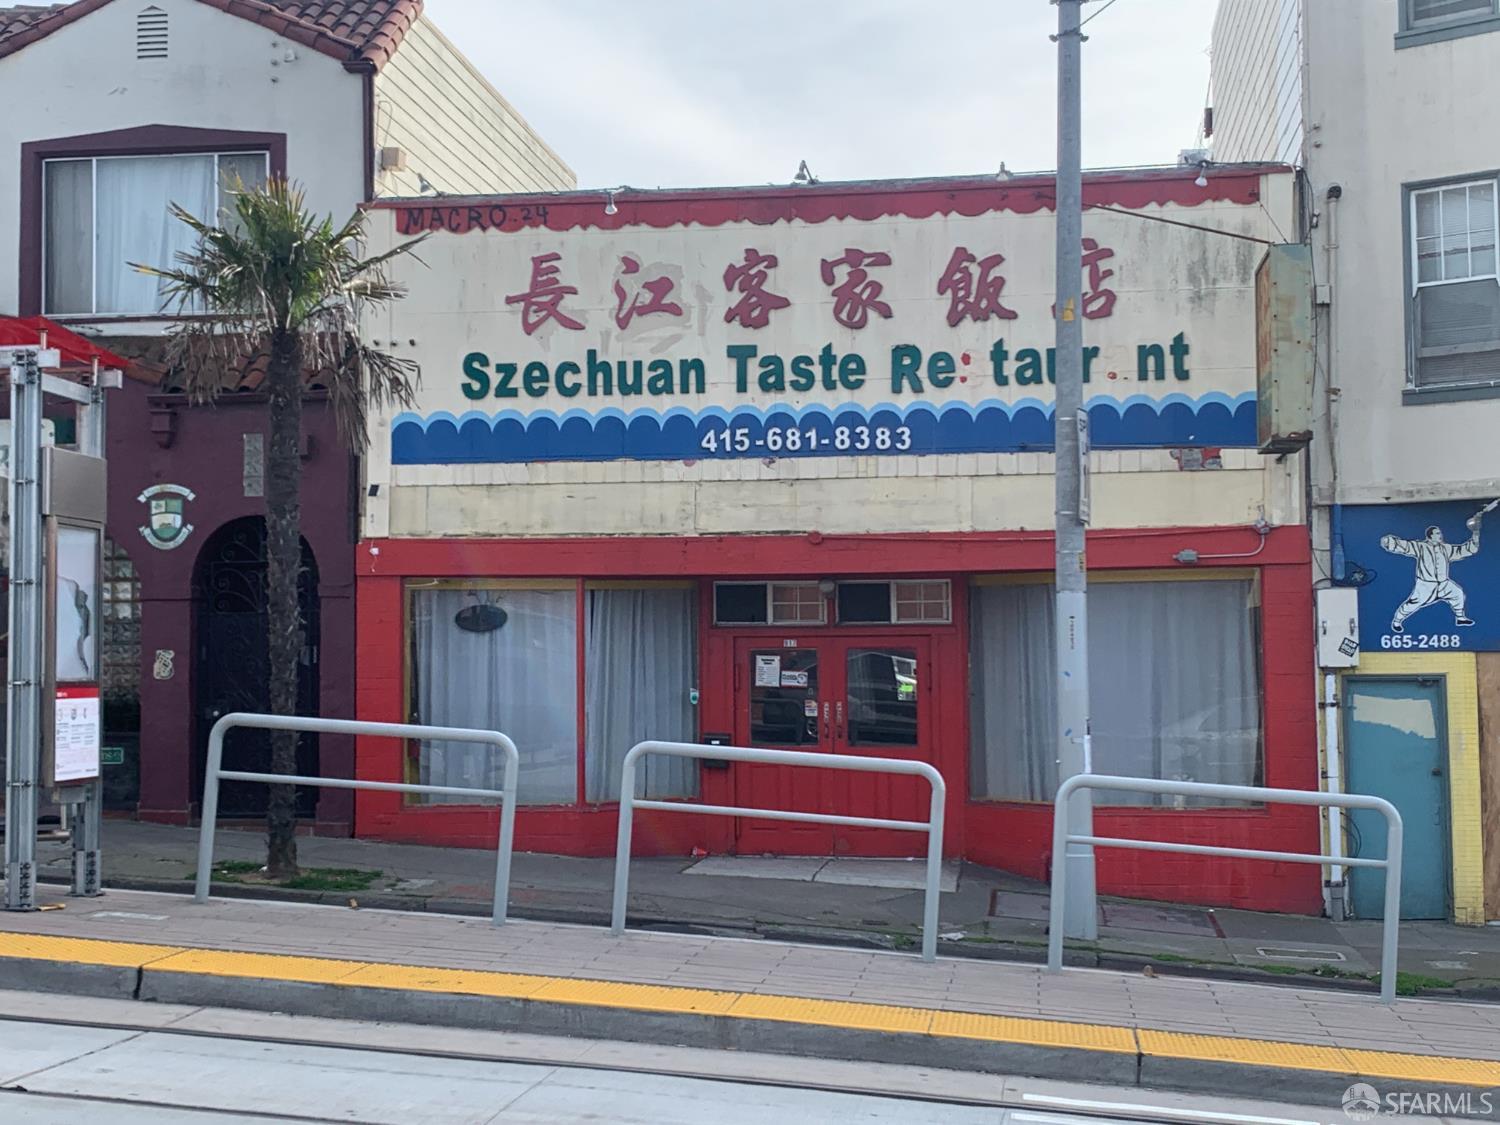 MACRO-24
長江客家飯店
Szechuan Taste Re taur nt
415-681-8383
917
665-2488
SFARMLS